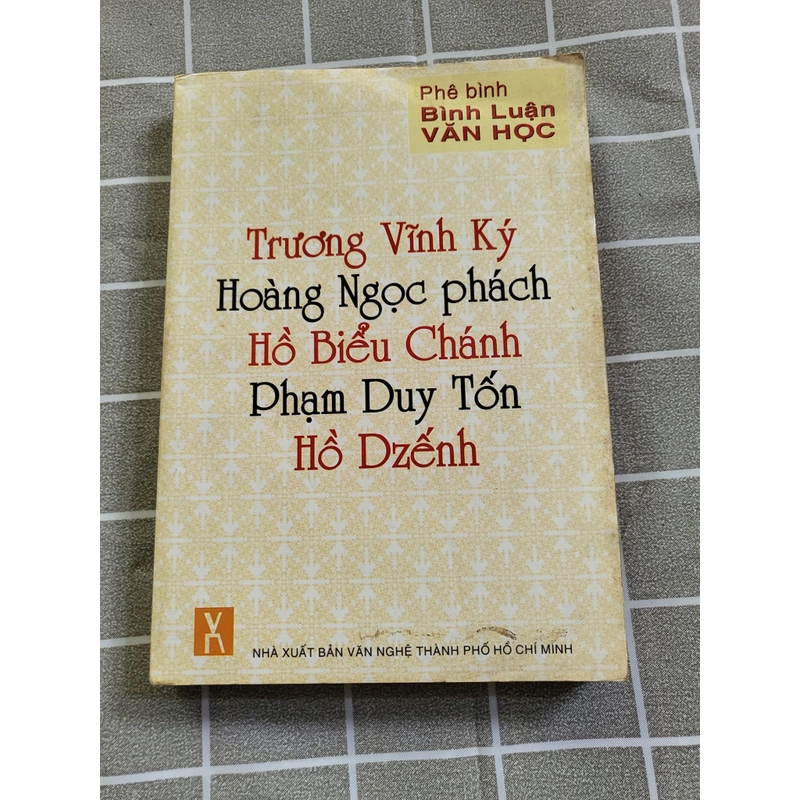 Phê bình
Bình Luận
VĂN HỌC
Trương Vĩnh Ký
Hoàng Ngọc phách
Hồ Biểu Chánh
Phạm Duy Tốn
Hồ Dzếnh
NHÀ XUẤT BẢN VĂN NGHỆ THÀNH PHỐ HỒ CHÍ MINH